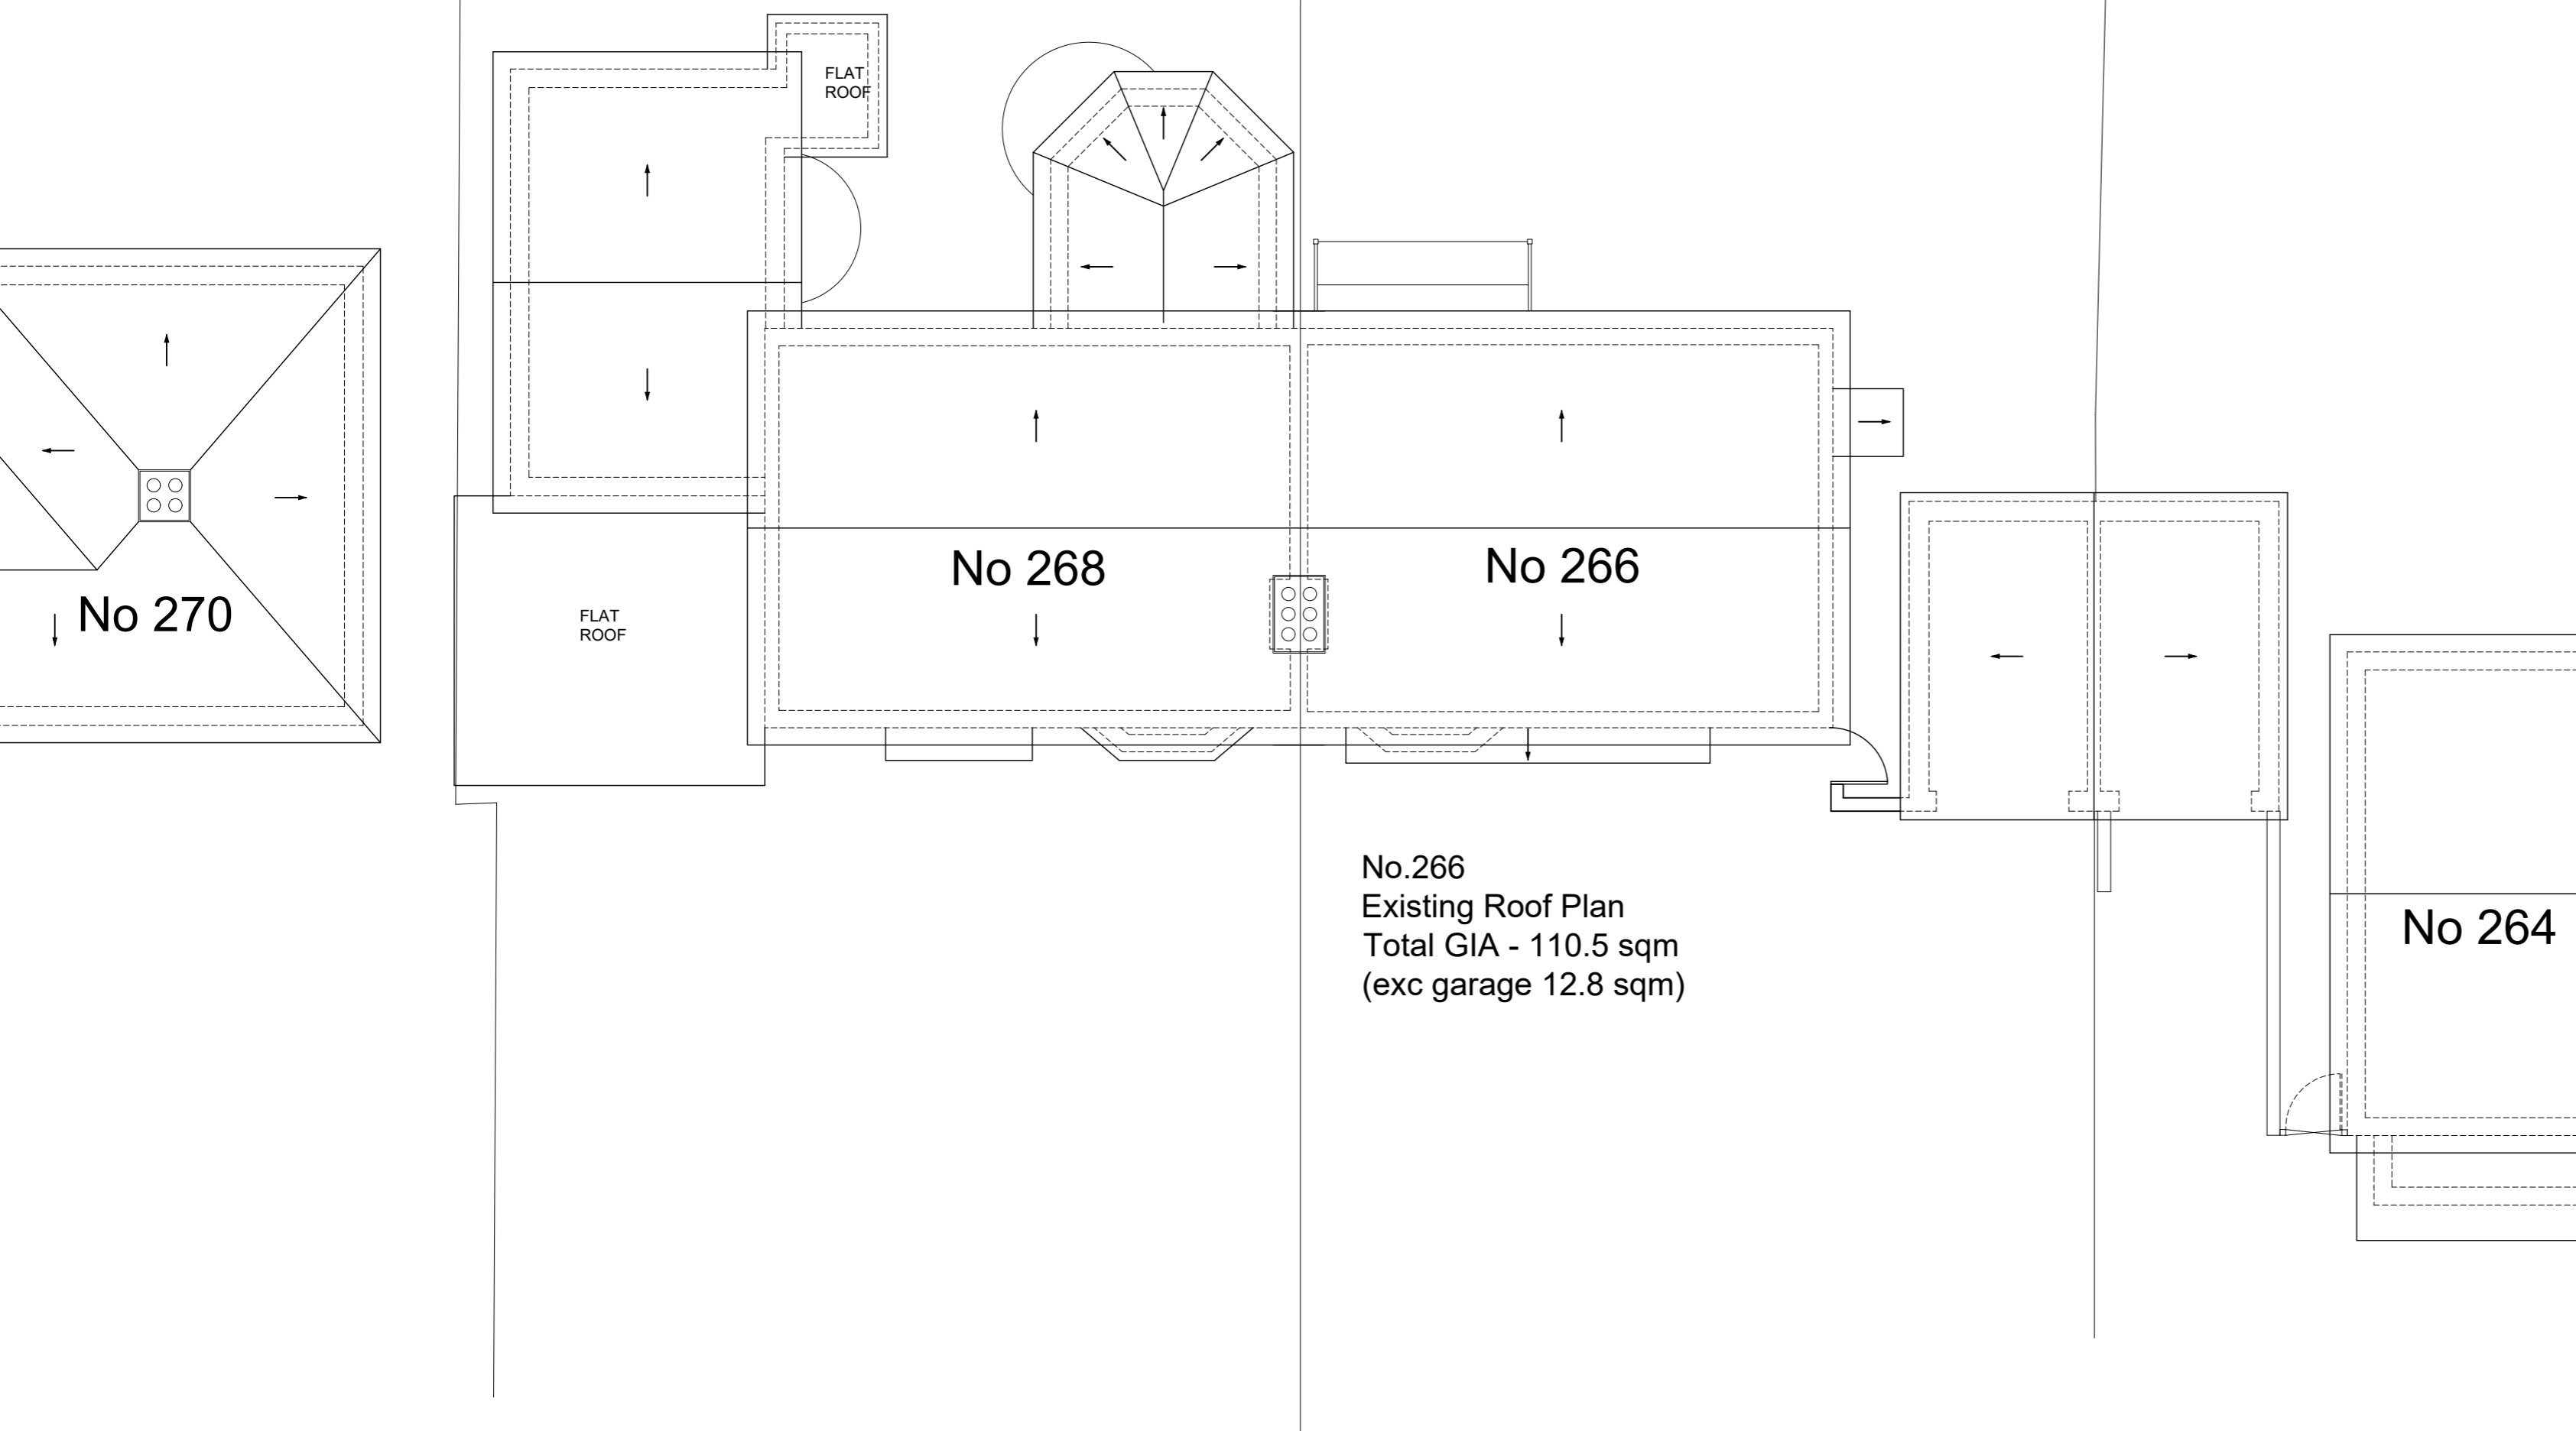 FLAT
ROOF
No 270
FLAT
ROOF
No 268
No 266
No.266
Existing Roof Plan
Total GIA - 110.5 sqm
(exc garage 12.8 sqm)
No 264